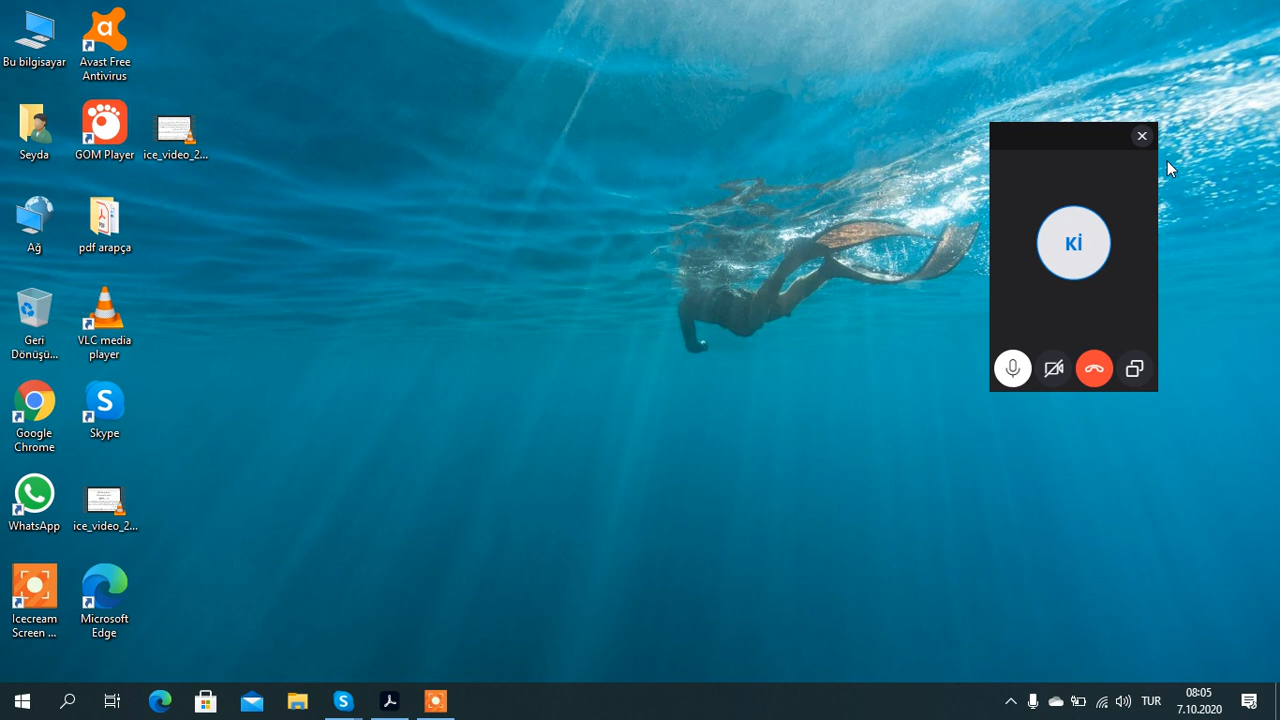 Bu bilgisayar
Avast Free
Antivirus
Seyda
GOM Player
ice_video_2...
Ağ
pdf arapça
Geri
Dönüşü...
VLC media
player
Google
Chrome
Skype
WhatsApp
ice_video_2...
Icecream
Screen ...
Microsoft
Edge
Kİ
TUR
08:05
7.10.2020